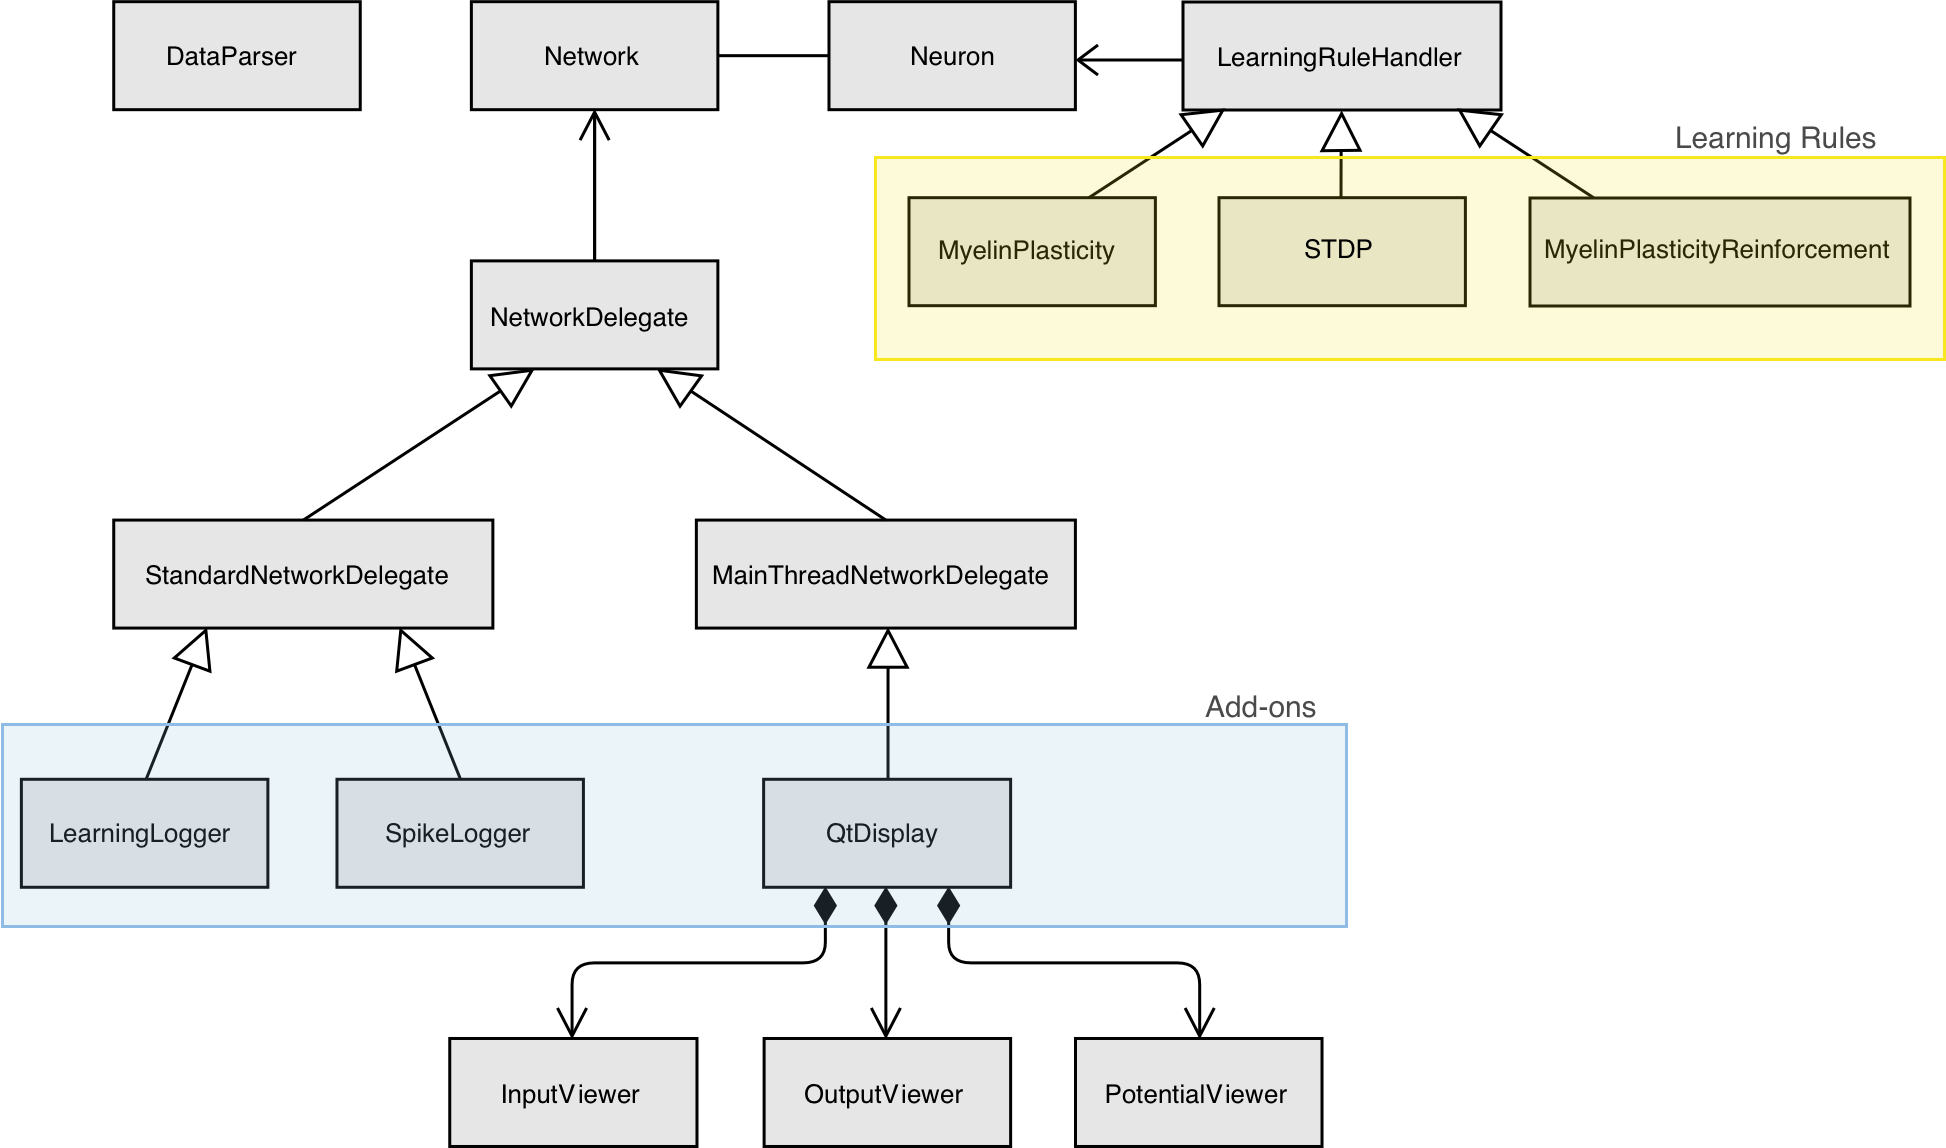 DataParser
Network
Neuron
LearningRuleHandler
Learning Rules
MyelinPlasticity
STDP
MyelinPlasticityReinforcement
NetworkDelegate
StandardNetworkDelegate
MainThreadNetworkDelegate
Add-ons
LearningLogger
SpikeLogger
QtDisplay
InputViewer
OutputViewer
PotentialViewer